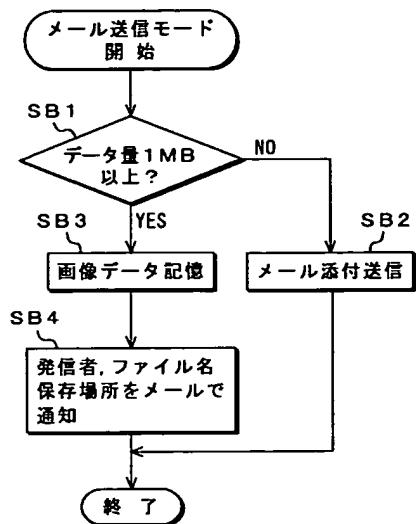 メール送信モード
開始
SB1
データ量1MB
以上?
NO
YES
SB3
SB2
画像データ記憶
メール添付送信
SB4
発信者,ファイル名
保存場所をメールで
通知
終了